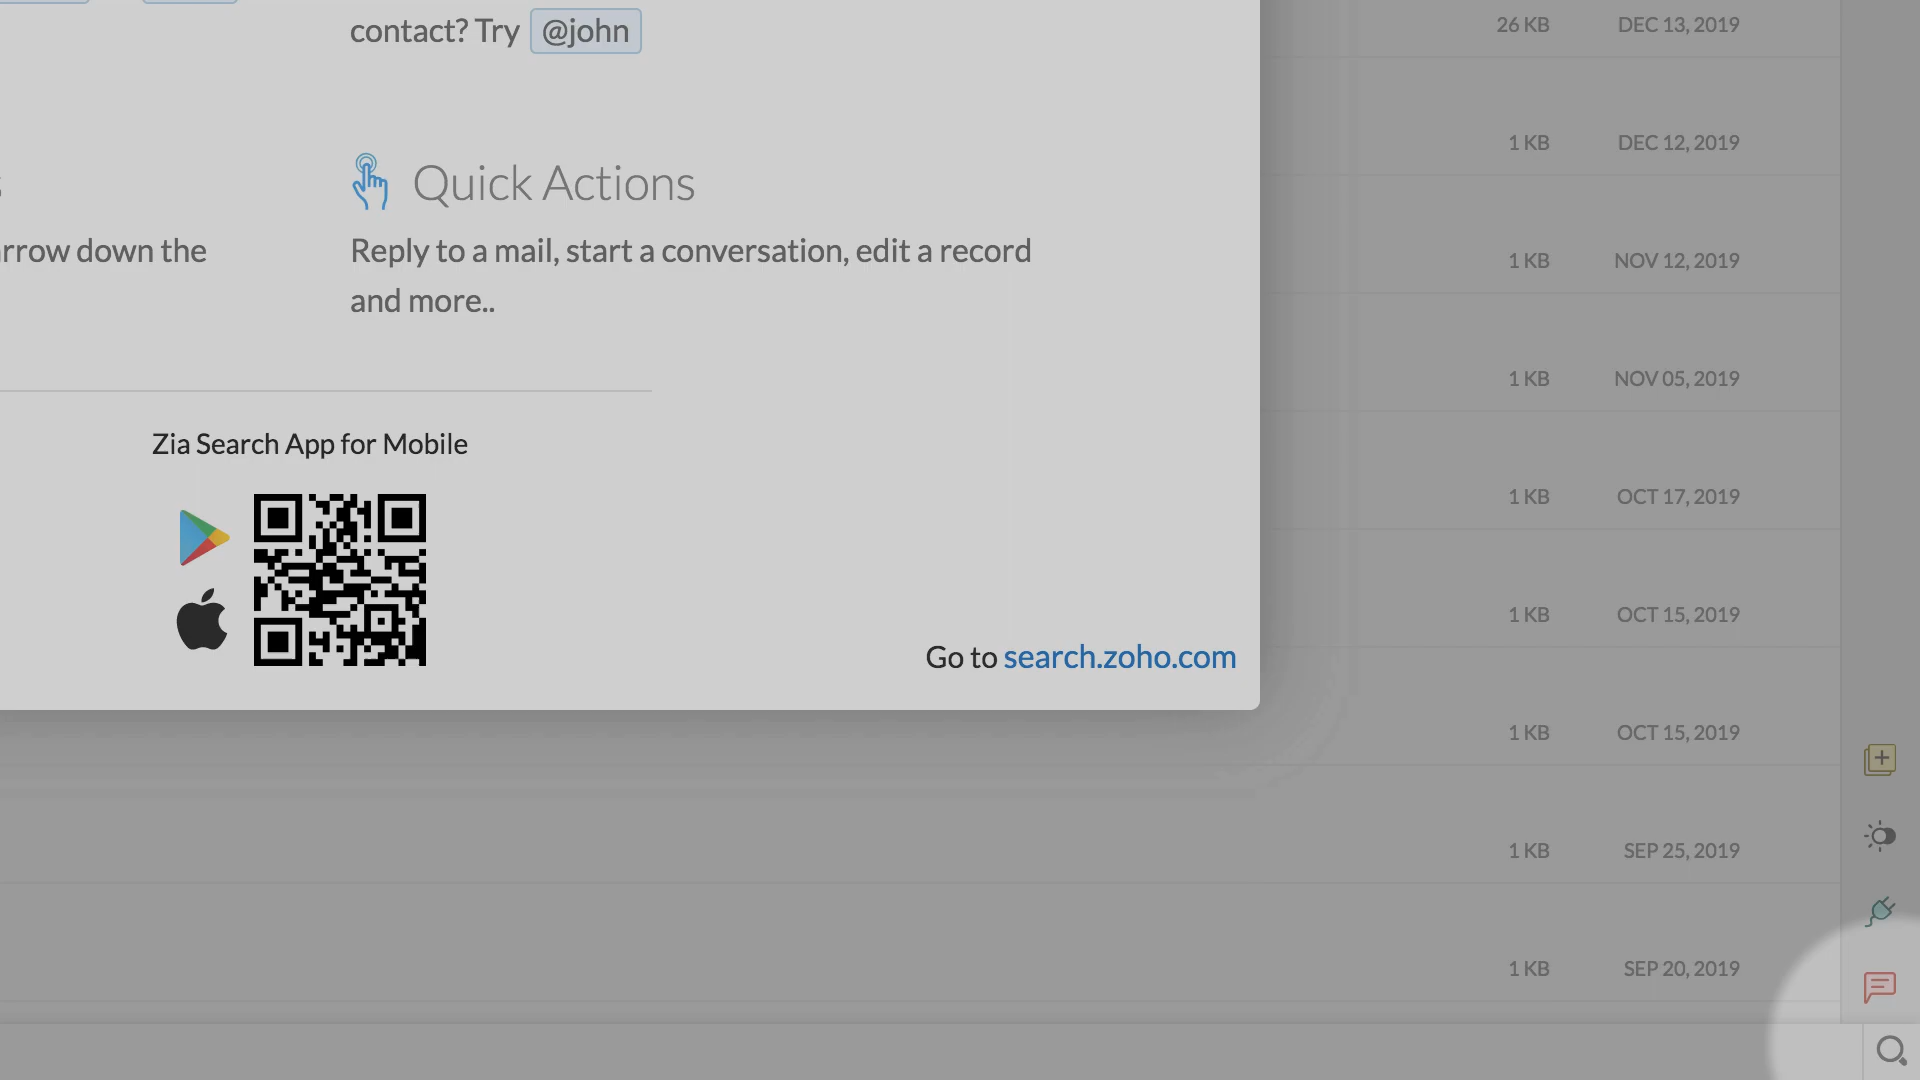 contact? Try @john
Quick Actions
rrow down the
Reply to a mail, start a conversation, edit a record
and more..
Zia Search App for Mobile
Go to search.zoho.com
26 KB DEC 13, 2019
1 KB DEC 12, 2019
1 KB NOV 12, 2019
1 KB NOV 05, 2019
1 KB OCT 17, 2019
1 KB OCT 15, 2019
1 KB OCT 15, 2019
1 KB SEP 25, 2019
1 KB SEP 20, 2019